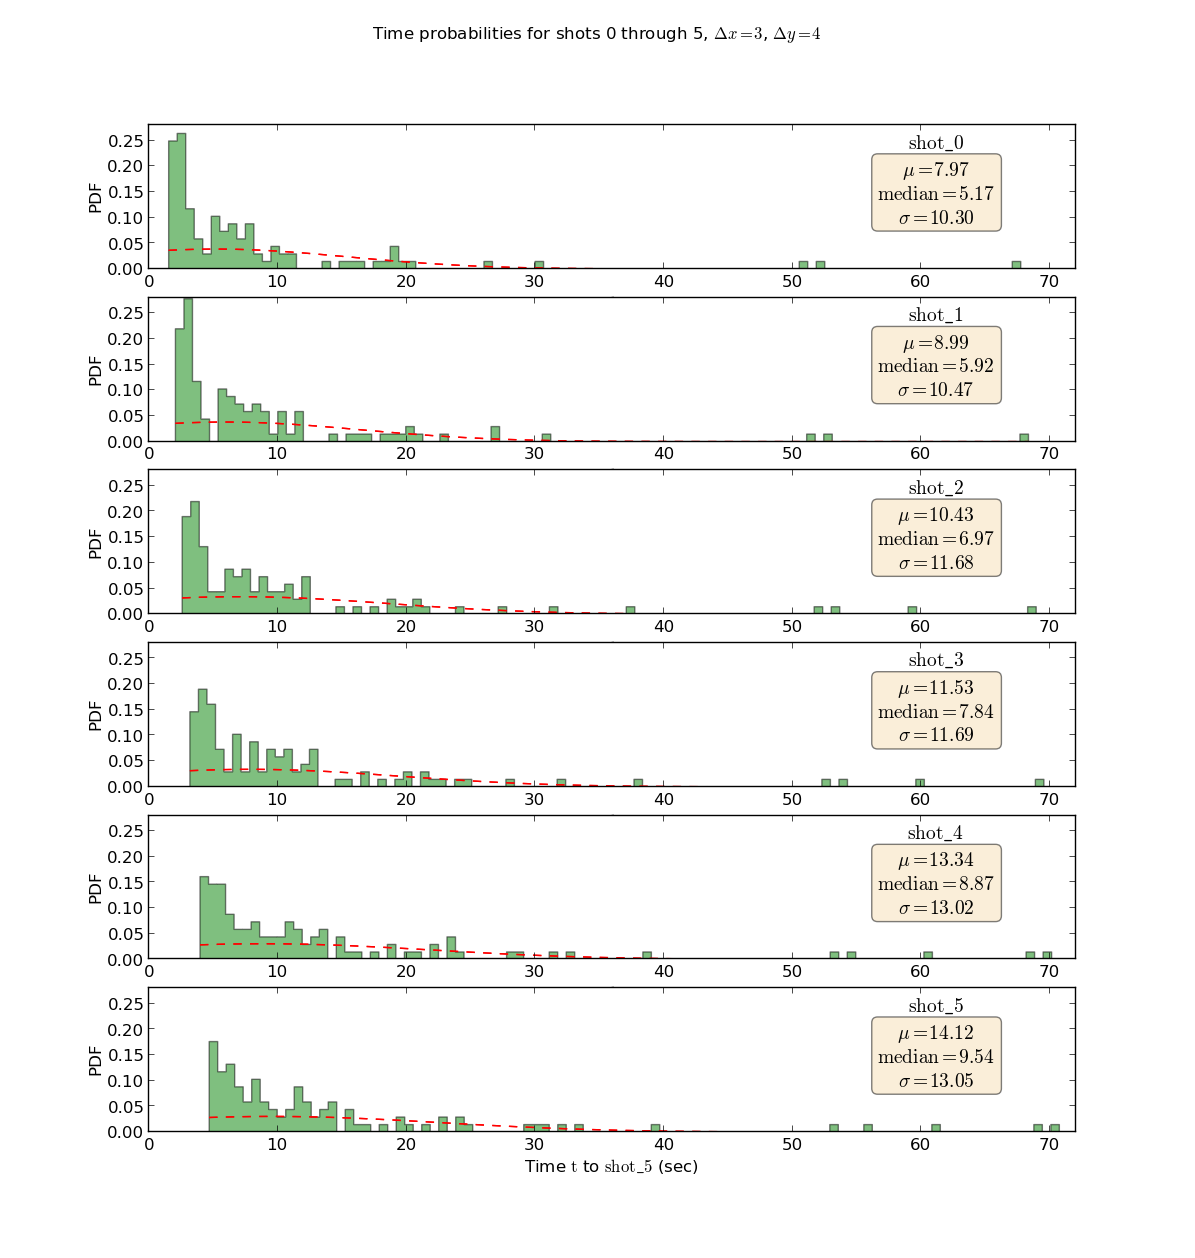 Time probabilities for shots 0 through 5, Δx=3, Δy=4
shot_0
μ=7.97
median=5.17
σ=10.30
PDF
0.25
0.20
0.15
0.10
0.05
0.00
0 10 20 30 40 50 60 70
shot_1
μ=8.99
median=5.92
σ=10.47
PDF
0.25
0.20
0.15
0.10
0.05
0.00
0 10 20 30 40 50 60 70
shot_2
μ=10.43
median=6.97
σ=11.68
PDF
0.25
0.20
0.15
0.10
0.05
0.00
0 10 20 30 40 50 60 70
shot_3
μ=11.53
median=7.84
σ=11.69
PDF
0.25
0.20
0.15
0.10
0.05
0.00
0 10 20 30 40 50 60 70
shot_4
μ=13.34
median=8.87
σ=13.02
PDF
0.25
0.20
0.15
0.10
0.05
0.00
0 10 20 30 40 50 60 70
shot_5
μ=14.12
median=9.54
σ=13.05
PDF
0.25
0.20
0.15
0.10
0.05
0.00
0 10 20 30 40 50 60 70
Time t to shot_5 (sec)